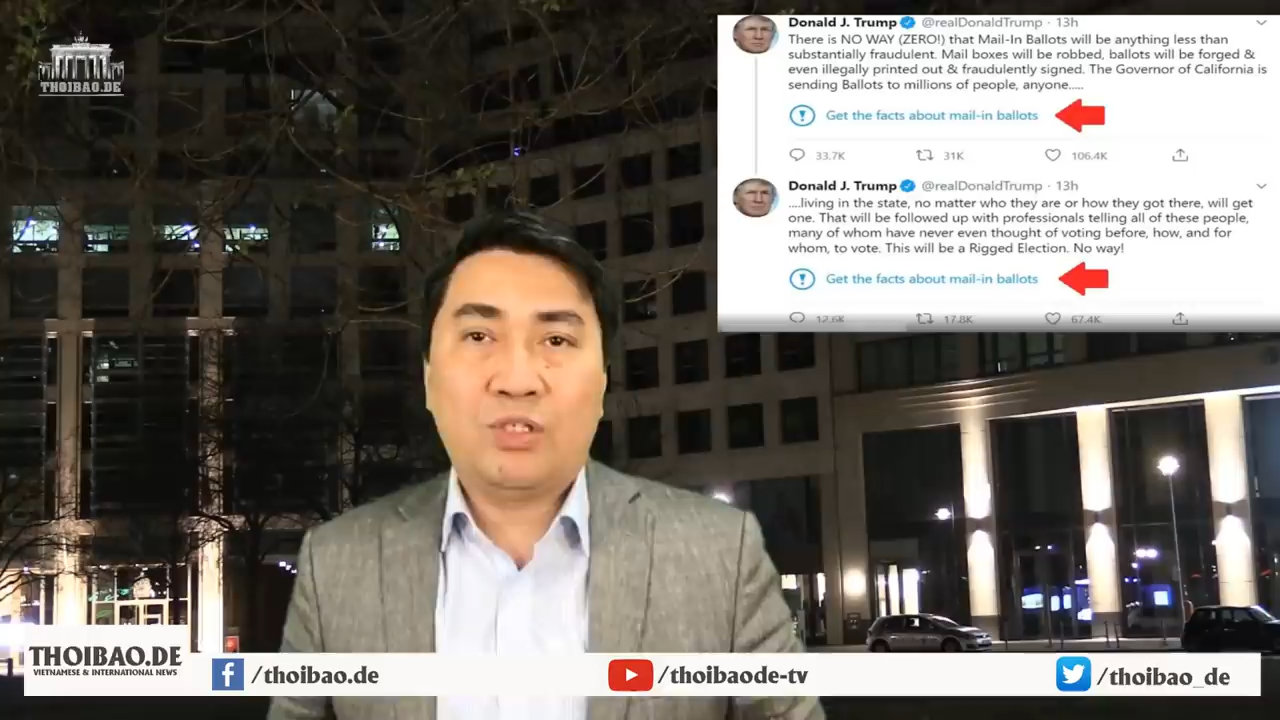 THOIBAO.DE
Donald J. Trump @realDonaldTrump · 13h
There is NO WAY (ZERO!) that Mail-In Ballots will be anything less than
substantially fraudulent. Mail boxes will be robbed, ballots will be forged &
even illegally printed out & fraudulently signed. The Governor of California is
sending Ballots to millions of people, anyone.....
Get the facts about mail-in ballots
33.7K 31K 106.4K
Donald J. Trump @realDonaldTrump · 13h
....living in the state, no matter who they are or how they got there, will get
one. That will be followed up with professionals telling all of these people,
many of whom have never even thought of voting before, how, and for
whom, to vote. This will be a Rigged Election. No way!
Get the facts about mail-in ballots
12.6K 17.8K 67.4K
THOIBAO.DE
VIETNAMESE & INTERNATIONAL NEWS
/thoibao.de
/thoibaode-tv
/thoibao_de